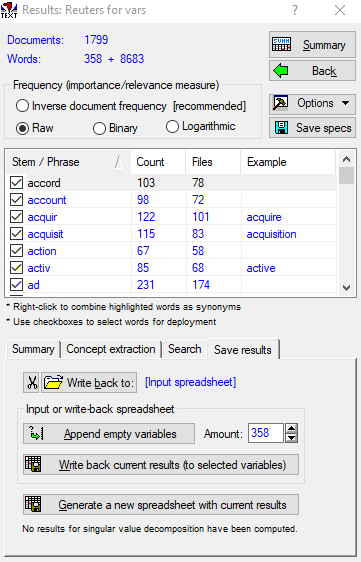 TEXT
Results: Reuters for vars
?
Documents: 1799
Words: 358 + 8683
SUMM
Summary
Back
Frequency (importance/relevance measure)
Inverse document frequency [recommended]
Raw
Binary
Logarithmic
Options
Save specs
Stem / Phrase
Count
Files
Example
accord 103 78
account 98 72
acquir 122 101 acquire
acquisit 115 83 acquisition
action 67 58
activ 85 68 active
ad 231 174
* Right-click to combine highlighted words as synonyms
* Use checkboxes to select words for deployment
Summary
Concept extraction
Search
Save results
Write back to:
[Input spreadsheet]
Input or write-back spreadsheet
Append empty variables
Amount: 358
Write back current results (to selected variables)
Generate a new spreadsheet with current results
No results for singular value decomposition have been computed.